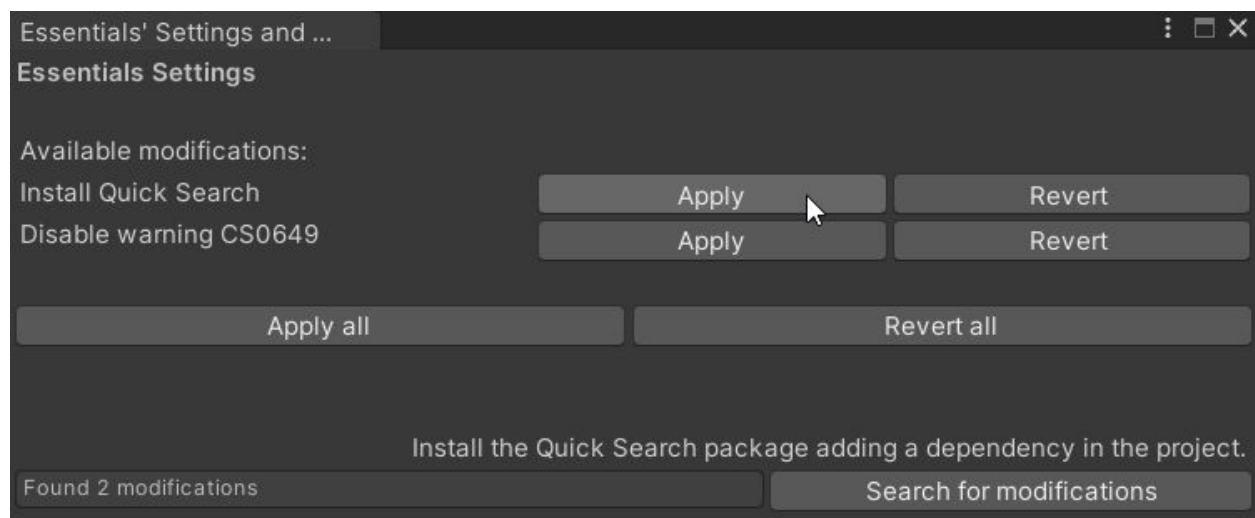 Essentials' Settings and ...
Essentials Settings
Available modifications:
Install Quick Search Apply Revert
Disable warning CS0649 Apply Revert
Apply all Revert all
Install the Quick Search package adding a dependency in the project.
Found 2 modifications Search for modifications